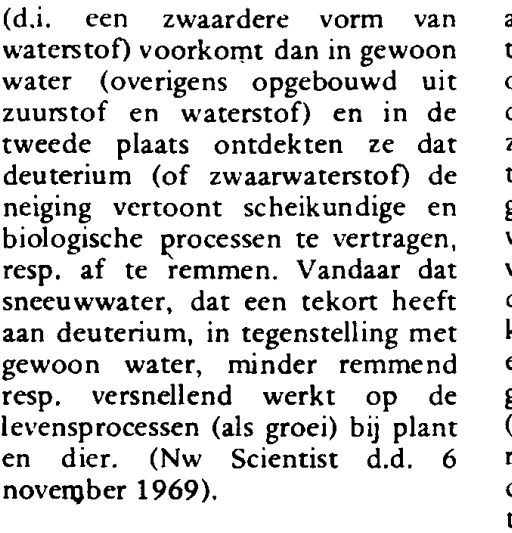 (d.i. een zwaardere vorm van
waterstof) voorkomt dan in gewoon
water (overigens opgebouwd uit
zuurstof en waterstof) en in de
tweede plaats ontdekten ze dat
deuterium (of zwaarwaterstof) de
neiging vertoont scheikundige en
biologische processen te vertragen,
resp. af te remmen. Vandaar dat
sneeuwwater, dat een tekort heeft
aan deuterium, in tegenstelling met
gewoon water, minder remmend
resp. versnellend werkt op de
levensprocessen (als groei) bij plant
en dier. (Nw Scientist d.d. 6
november 1969).